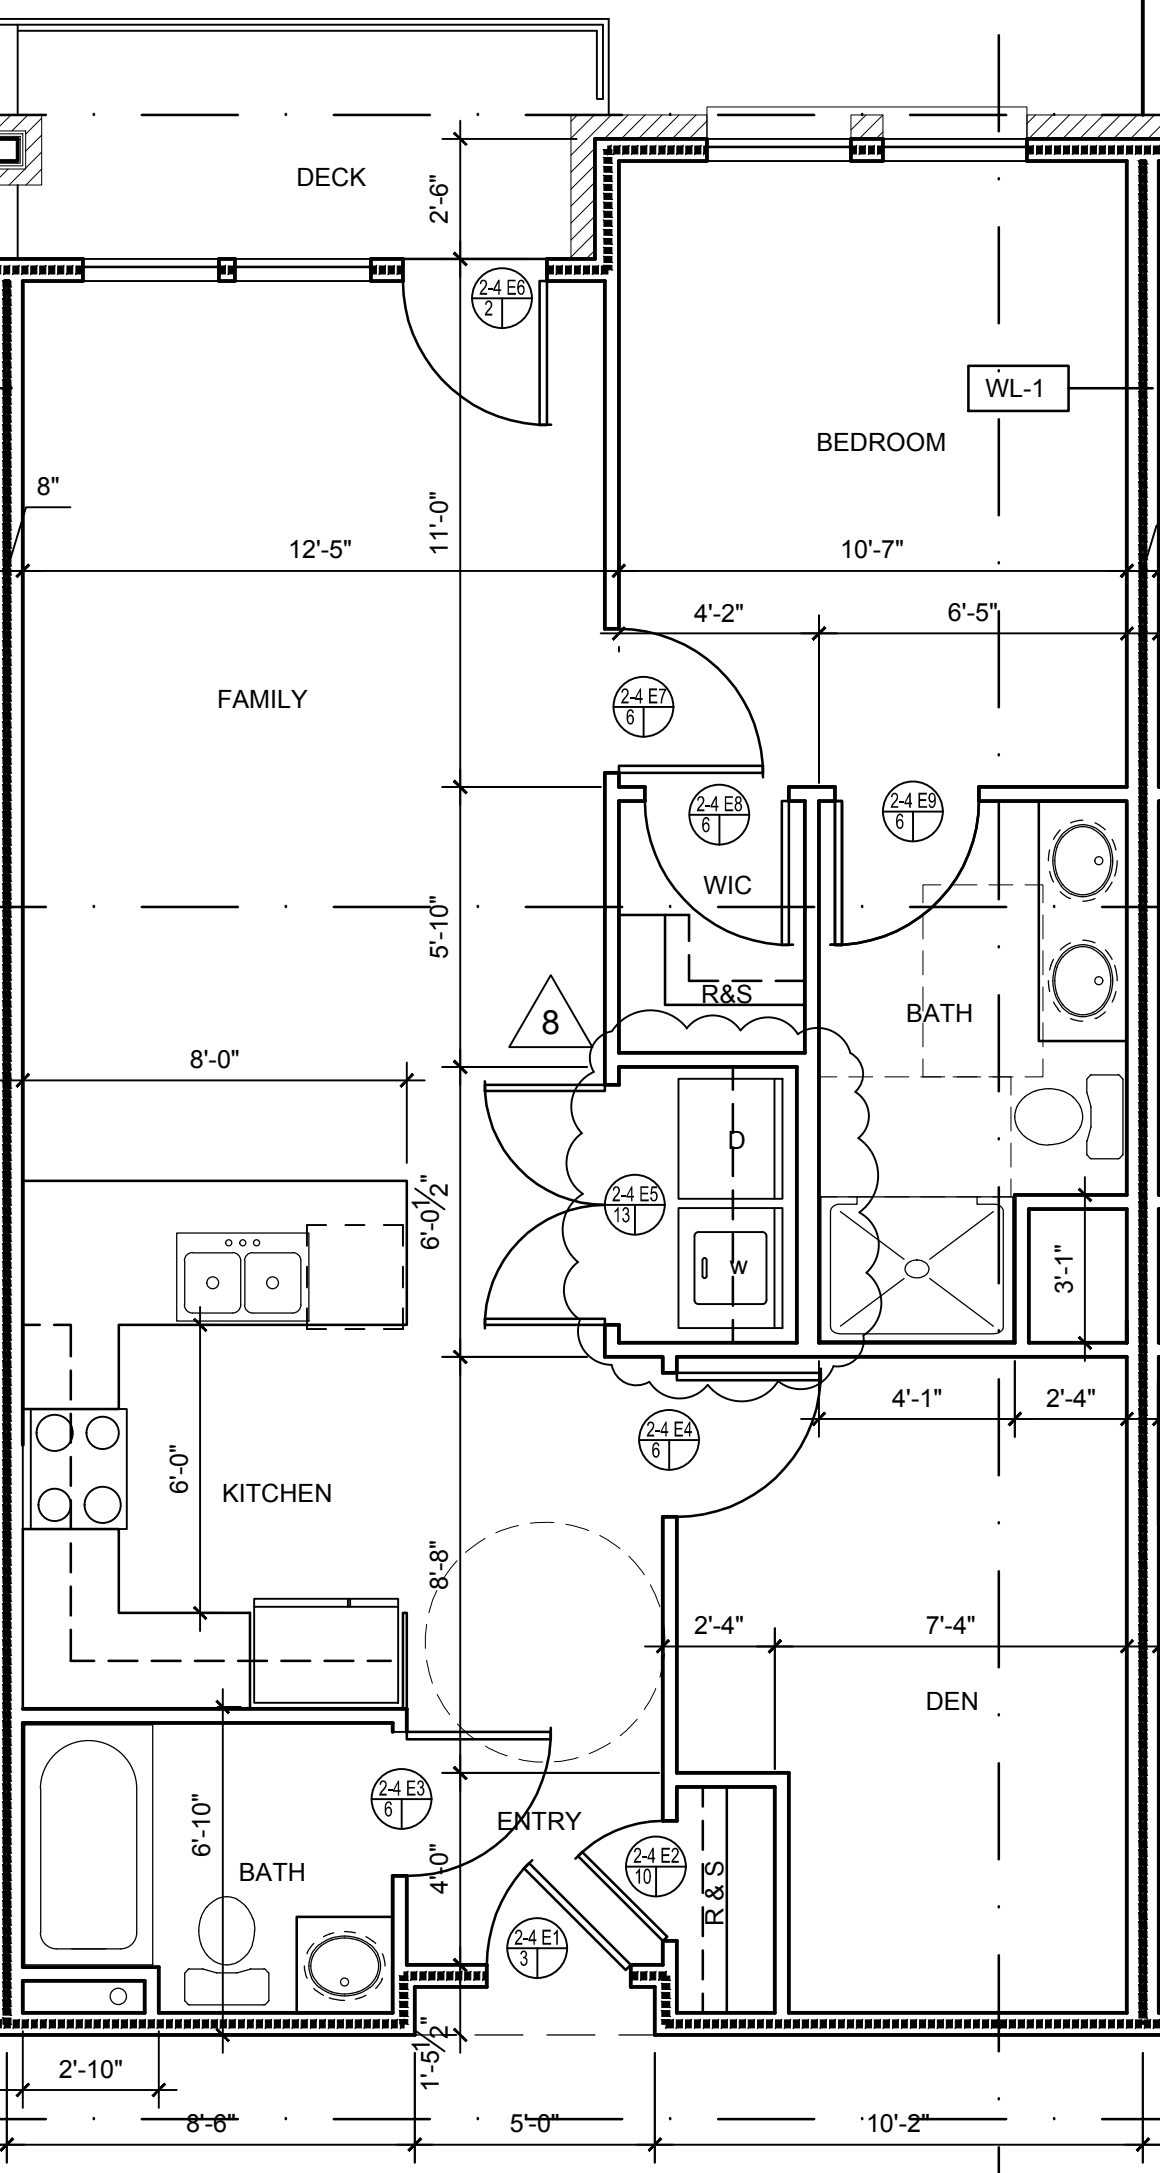 DECK
2'-6"
2-4 E6
2
WL-1
BEDROOM
8"
11'-0"
12'-5"
10'-7"
4'-2"
6'-5"
FAMILY
2-4 E7
6
2-4 E8
6
2-4 E9
6
WIC
5'-10"
R&S
BATH
8
8'-0"
D
6'-0 1/2"
2-4 E5
13
W
3'-1"
4'-1"
2'-4"
2-4 E4
6
6'-0"
KITCHEN
8'-8"
2'-4"
7'-4"
DEN
2-4 E3
6
ENTRY
6'-10"
BATH
4'-0"
2-4 E2
10
R & S
2-4 E1
3
1'-5 1/2"
2'-10"
8'-6"
5'-0"
10'-2"